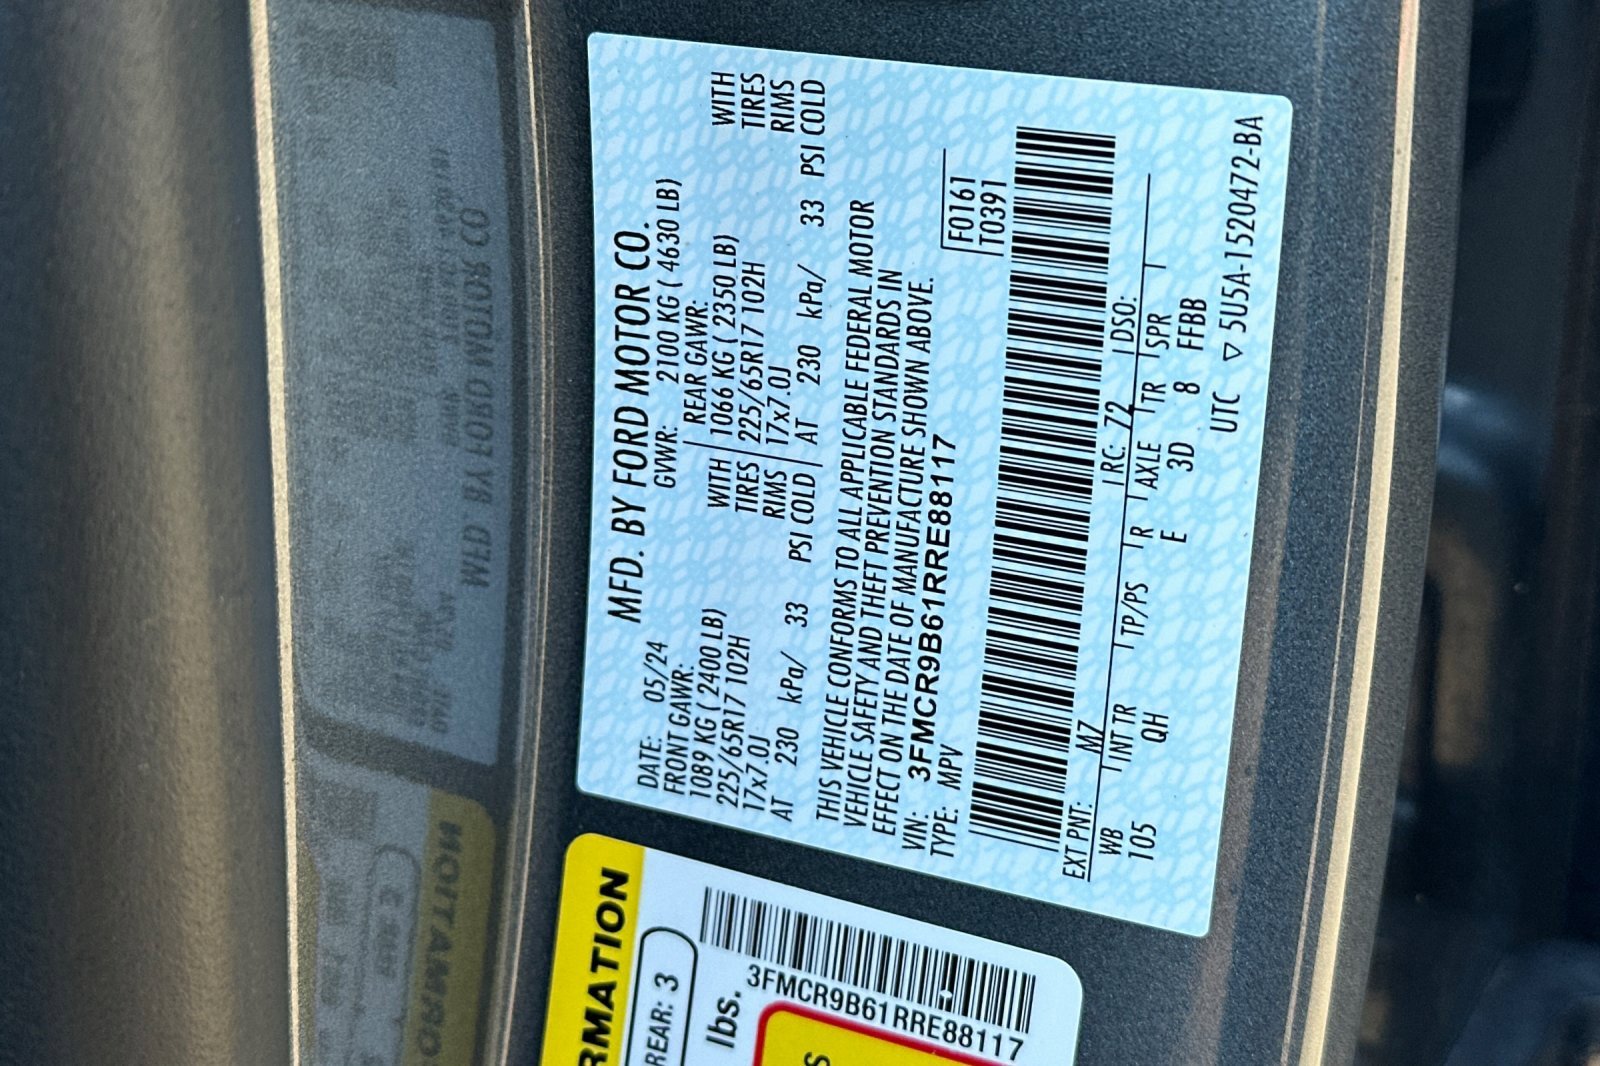 MFD. BY FORD MOTOR CO.
DATE: 05/24 GVWR: 2100 KG ( 4630 LB)
FRONT GAWR: REAR GAWR:
1089 KG ( 2400 LB) WITH 1066 KG ( 2350 LB) WITH
225/65R17 102H TIRES 225/65R17 102H TIRES
17x7.0J RIMS 17x7.0J RIMS
AT 230 kPa/ 33 PSI COLD AT 230 kPa/ 33 PSI COLD
THIS VEHICLE CONFORMS TO ALL APPLICABLE FEDERAL MOTOR
VEHICLE SAFETY AND THEFT PREVENTION STANDARDS IN
EFFECT ON THE DATE OF MANUFACTURE SHOWN ABOVE.
VIN: 3FMCR9B61RRE88117 F0161
TYPE: MPV T0391
EXT PNT: M7 RC: 72 DSO:
WB INT TR TP/PS R AXLE TR SPR
105 QH E 3D 8 FFBB
UTC ▽ 5U5A-1520472-BA
RMATION
REAR: 3
lbs.
3FMCR9B61RRE88117